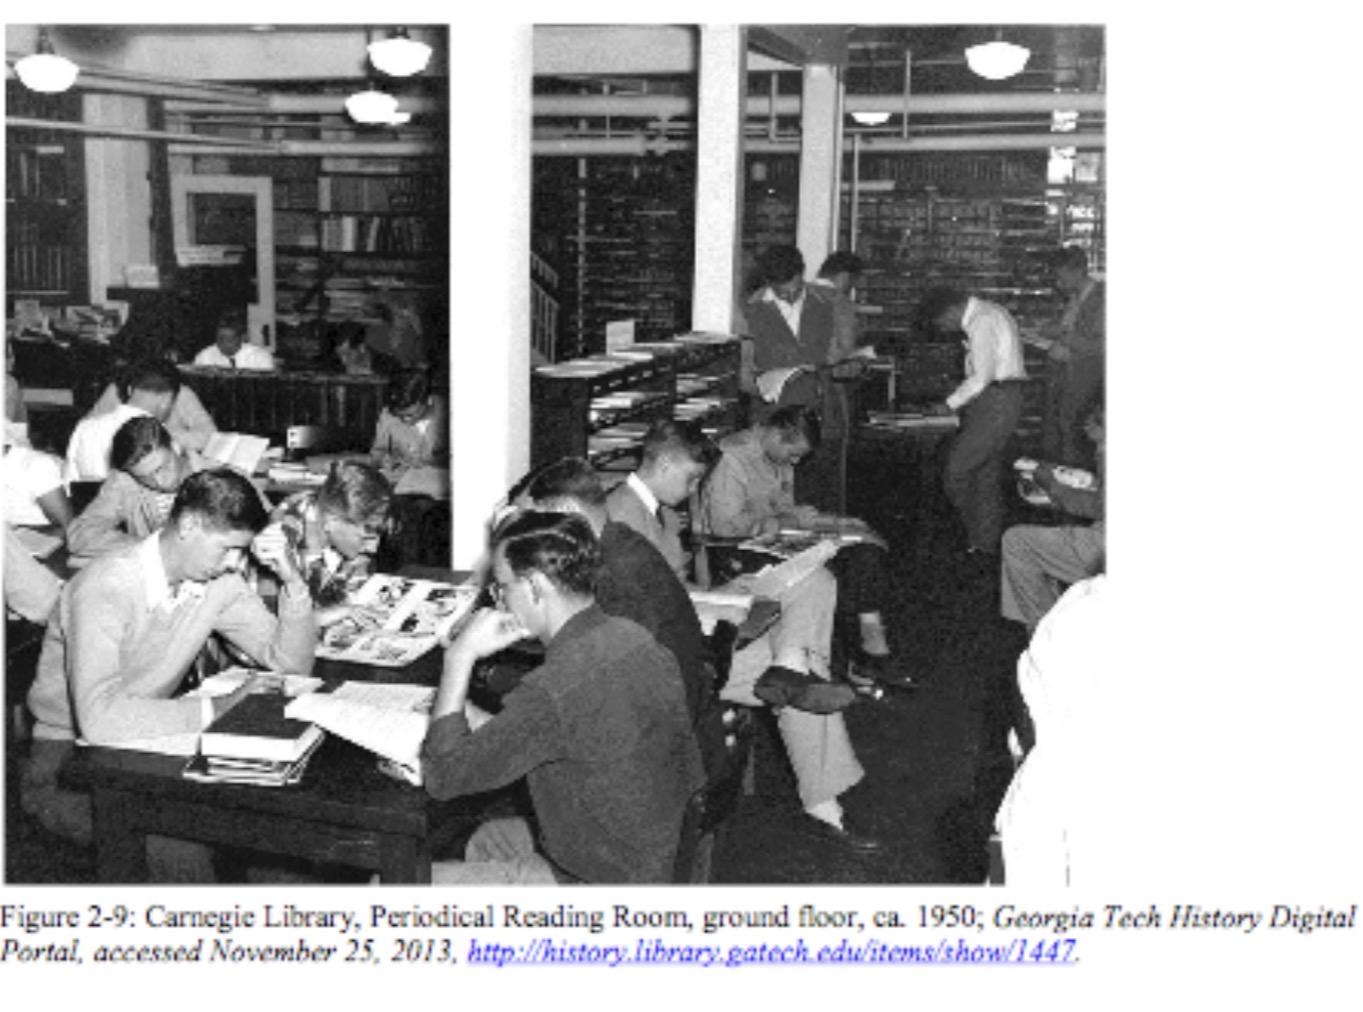 Figure 2-9: Carnegie Library, Periodical Reading Room, ground floor, ca. 1950; Georgia Tech History Digital
Portal, accessed November 25, 2013, http://history.library.gatech.edu/items/show/1447.